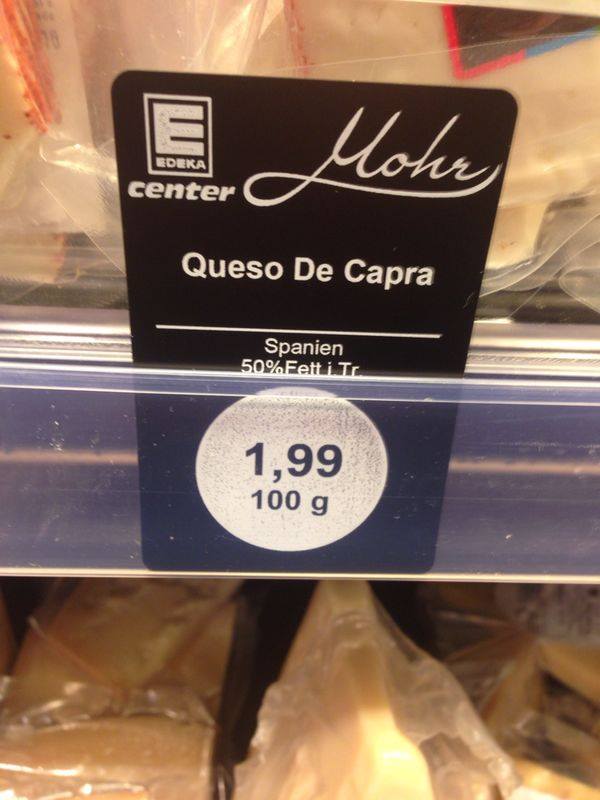 E
EDEKA
center
Mohr
Queso De Capra
Spanien
50%Fett i Tr.
1,99
100 g